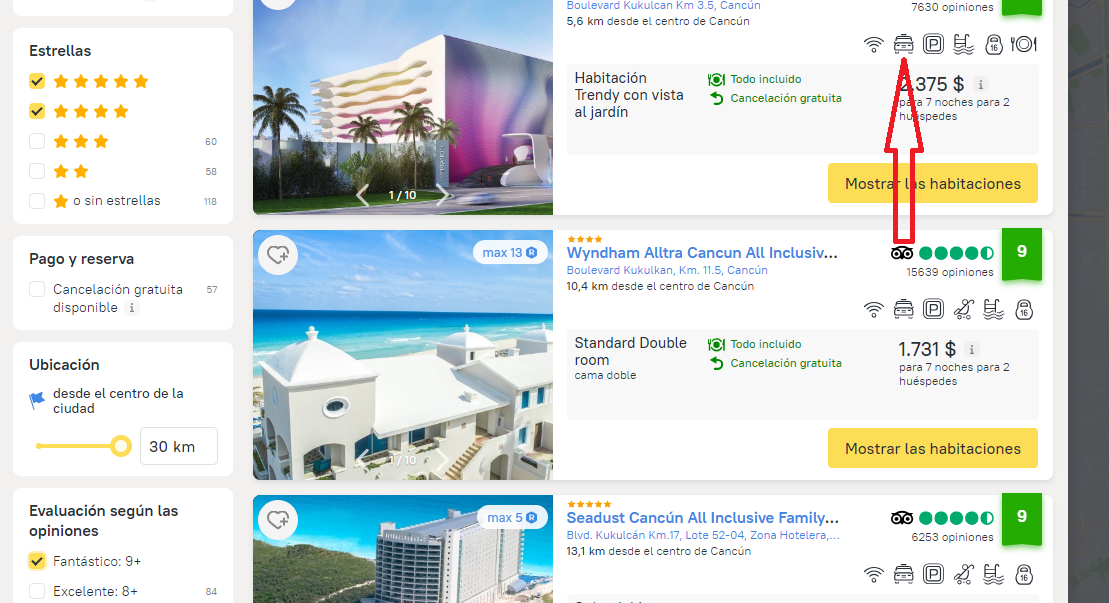 Estrellas
60
58
o sin estrellas
118
Pago y reserva
Cancelación gratuita
disponible i
57
Ubicación
desde el centro de la
ciudad
30 km
Evaluación según las
opiniones
Fantástico: 9+
Excelente: 8+
84
1 / 10
Boulevard Kukulcan Km 3.5, Cancún
5,6 km desde el centro de Cancún
7630 opiniones
P
16
Habitación
Trendy con vista
al jardín
Todo incluido
Cancelación gratuita
2.375 $ i
para 7 noches para 2
huéspedes
Mostrar las habitaciones
max 13 R
1 / 10
Wyndham Alltra Cancun All Inclusiv...
Boulevard Kukulkan, Km. 11.5, Cancún
10,4 km desde el centro de Cancún
15639 opiniones
9
P
16
Standard Double
room
cama doble
Todo incluido
Cancelación gratuita
1.731 $ i
para 7 noches para 2
huéspedes
Mostrar las habitaciones
max 5 R
Seadust Cancún All Inclusive Family...
Blvd. Kukulcán Km.17, Lote 52-04, Zona Hotelera,...
13,1 km desde el centro de Cancún
6253 opiniones
9
P
16